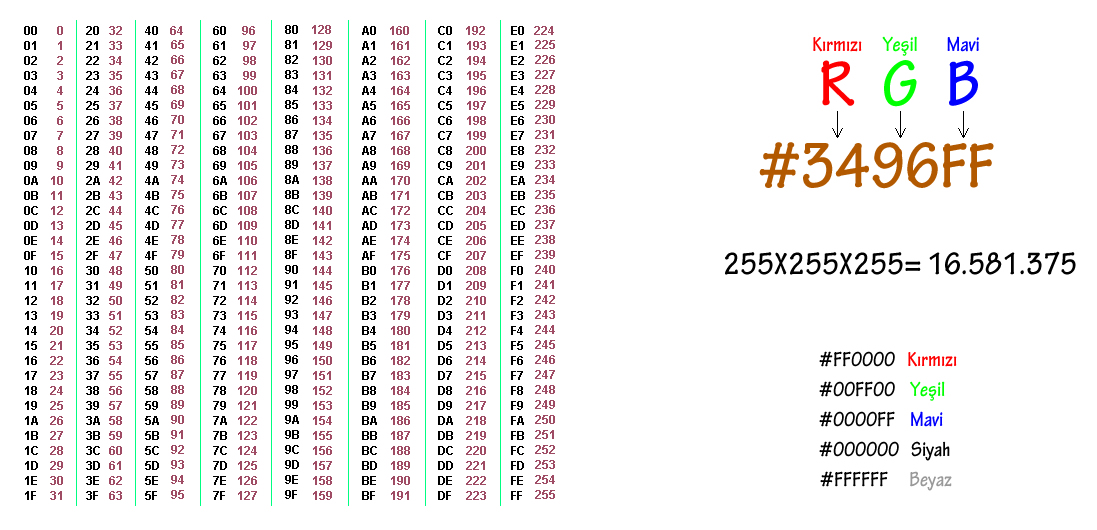 00 0 20 32 40 64 60 96 80 128 A0 160 C0 192 E0 224
01 1 21 33 41 65 61 97 81 129 A1 161 C1 193 E1 225
02 2 22 34 42 66 62 98 82 130 A2 162 C2 194 E2 226
03 3 23 35 43 67 63 99 83 131 A3 163 C3 195 E3 227
04 4 24 36 44 68 64 100 84 132 A4 164 C4 196 E4 228
05 5 25 37 45 69 65 101 85 133 A5 165 C5 197 E5 229
06 6 26 38 46 70 66 102 86 134 A6 166 C6 198 E6 230
07 7 27 39 47 71 67 103 87 135 A7 167 C7 199 E7 231
08 8 28 40 48 72 68 104 88 136 A8 168 C8 200 E8 232
09 9 29 41 49 73 69 105 89 137 A9 169 C9 201 E9 233
0A 10 2A 42 4A 74 6A 106 8A 138 AA 170 CA 202 EA 234
0B 11 2B 43 4B 75 6B 107 8B 139 AB 171 CB 203 EB 235
0C 12 2C 44 4C 76 6C 108 8C 140 AC 172 CC 204 EC 236
0D 13 2D 45 4D 77 6D 109 8D 141 AD 173 CD 205 ED 237
0E 14 2E 46 4E 78 6E 110 8E 142 AE 174 CE 206 EE 238
0F 15 2F 47 4F 79 6F 111 8F 143 AF 175 CF 207 EF 239
10 16 30 48 50 80 70 112 90 144 B0 176 D0 208 F0 240
11 17 31 49 51 81 71 113 91 145 B1 177 D1 209 F1 241
12 18 32 50 52 82 72 114 92 146 B2 178 D2 210 F2 242
13 19 33 51 53 83 73 115 93 147 B3 179 D3 211 F3 243
14 20 34 52 54 84 74 116 94 148 B4 180 D4 212 F4 244
15 21 35 53 55 85 75 117 95 149 B5 181 D5 213 F5 245
16 22 36 54 56 86 76 118 96 150 B6 182 D6 214 F6 246
17 23 37 55 57 87 77 119 97 151 B7 183 D7 215 F7 247
18 24 38 56 58 88 78 120 98 152 B8 184 D8 216 F8 248
19 25 39 57 59 89 79 121 99 153 B9 185 D9 217 F9 249
1A 26 3A 58 5A 90 7A 122 9A 154 BA 186 DA 218 FA 250
1B 27 3B 59 5B 91 7B 123 9B 155 BB 187 DB 219 FB 251
1C 28 3C 60 5C 92 7C 124 9C 156 BC 188 DC 220 FC 252
1D 29 3D 61 5D 93 7D 125 9D 157 BD 189 DD 221 FD 253
1E 30 3E 62 5E 94 7E 126 9E 158 BE 190 DE 222 FE 254
1F 31 3F 63 5F 95 7F 127 9F 159 BF 191 DF 223 FF 255
Kırmızı Yeşil Mavi
R G B
#3496FF
255X255X255= 16.581.375
#FF0000 Kırmızı
#00FF00 Yeşil
#0000FF Mavi
#000000 Siyah
#FFFFFF Beyaz